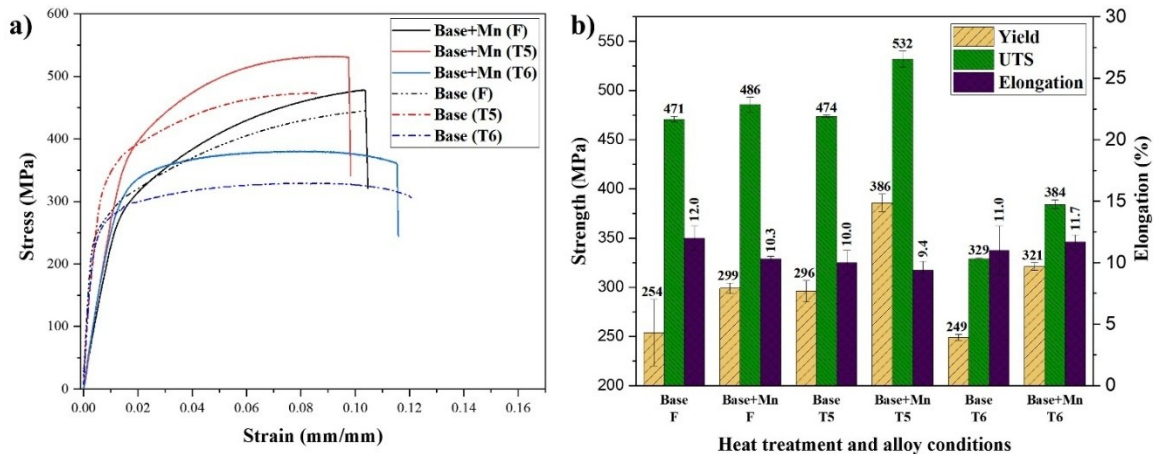 a)
600
500
400
300
200
100
0
Stress (MPa)
0.00 0.02 0.04 0.06 0.08 0.10 0.12 0.14 0.16
Strain (mm/mm)
Base+Mn (F)
Base+Mn (T5)
Base+Mn (T6)
Base (F)
Base (T5)
Base (T6)
b)
550
500
450
400
350
300
250
200
Strength (MPa)
Yield
UTS
Elongation
254 471 12.0
299 486 10.3
296 474 10.0
386 532 9.4
249 329 11.0
321 384 11.7
30
25
20
15
10
5
0
Elongation (%)
Base Base+Mn Base Base+Mn Base Base+Mn
F F T5 T5 T6 T6
Heat treatment and alloy conditions